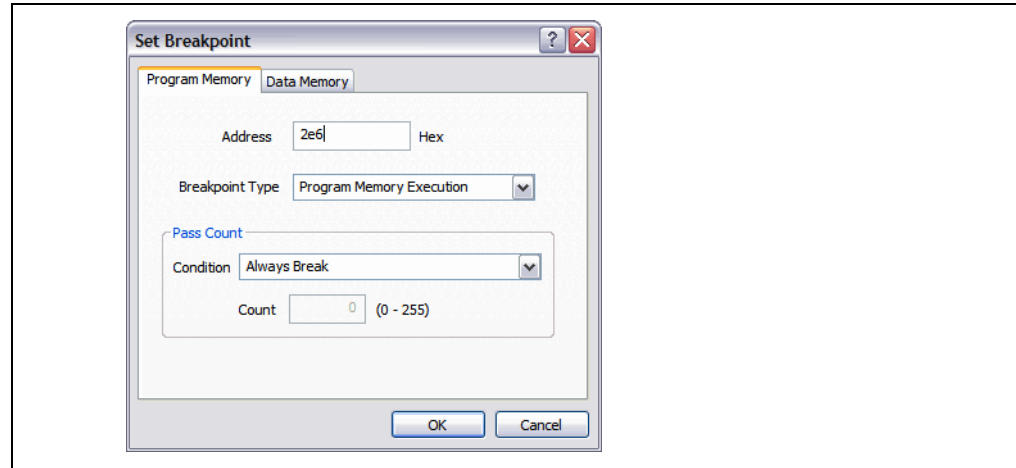 Set Breakpoint
Program Memory Data Memory
Address 2e6 Hex
Breakpoint Type Program Memory Execution
Pass Count
Condition Always Break
Count 0 (0 - 255)
OK Cancel